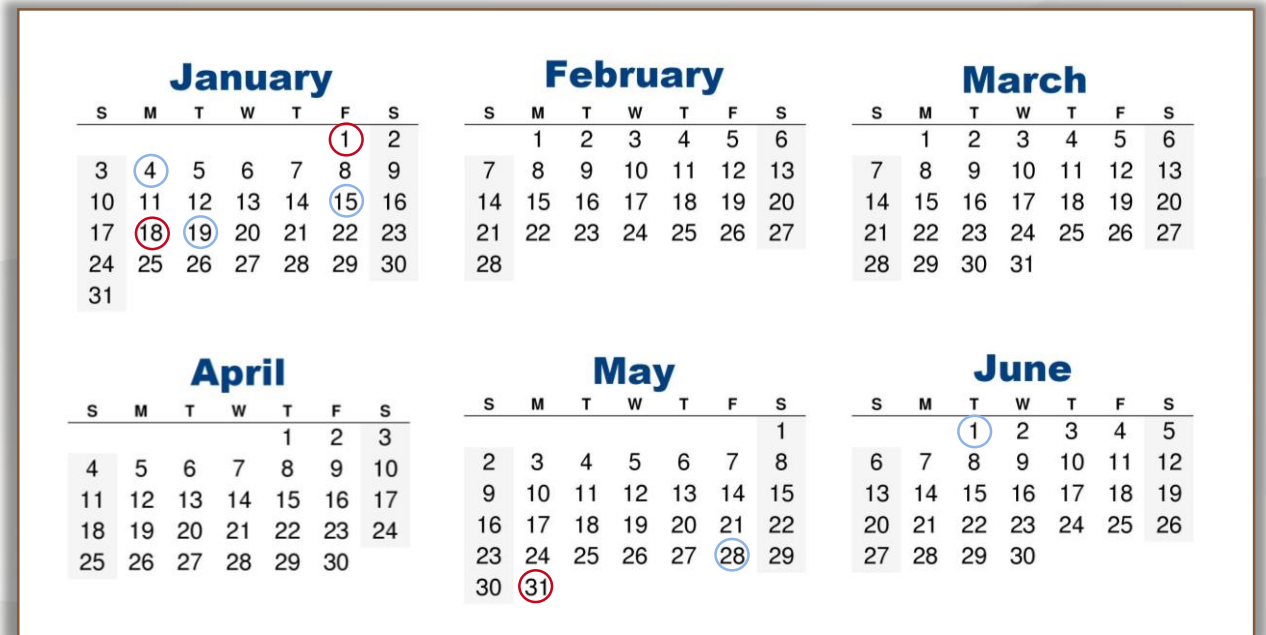 January
S M T W T F S
1 2
3 4 5 6 7 8 9
10 11 12 13 14 15 16
17 18 19 20 21 22 23
24 25 26 27 28 29 30
31
February
S M T W T F S
1 2 3 4 5 6
7 8 9 10 11 12 13
14 15 16 17 18 19 20
21 22 23 24 25 26 27
28
March
S M T W T F S
1 2 3 4 5 6
7 8 9 10 11 12 13
14 15 16 17 18 19 20
21 22 23 24 25 26 27
28 29 30 31
April
S M T W T F S
1 2 3
4 5 6 7 8 9 10
11 12 13 14 15 16 17
18 19 20 21 22 23 24
25 26 27 28 29 30
May
S M T W T F S
1
2 3 4 5 6 7 8
9 10 11 12 13 14 15
16 17 18 19 20 21 22
23 24 25 26 27 28 29
30 31
June
S M T W T F S
1 2 3 4 5
6 7 8 9 10 11 12
13 14 15 16 17 18 19
20 21 22 23 24 25 26
27 28 29 30